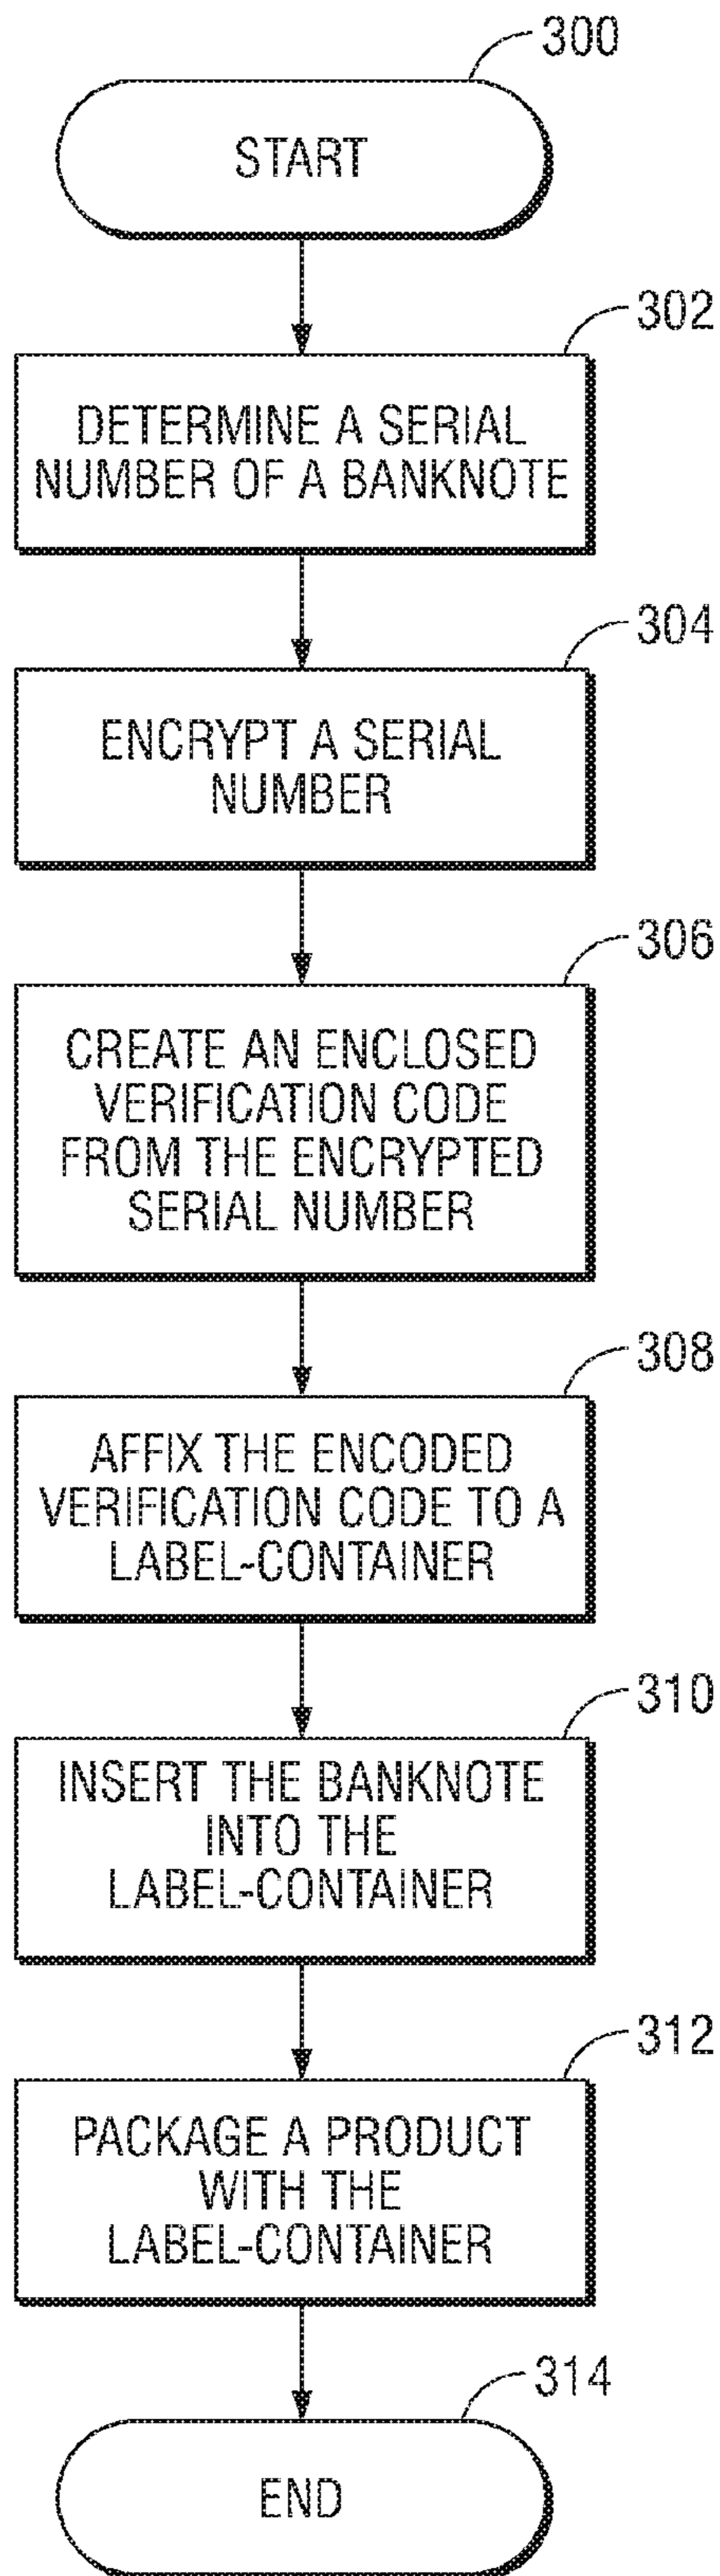 300
START
302
DETERMINE A SERIAL
NUMBER OF A BANKNOTE
304
ENCRYPT A SERIAL
NUMBER
306
CREATE AN ENCLOSED
VERIFICATION CODE
FROM THE ENCRYPTED
SERIAL NUMBER
308
AFFIX THE ENCODED
VERIFICATION CODE TO A
LABEL-CONTAINER
310
INSERT THE BANKNOTE
INTO THE
LABEL-CONTAINER
312
PACKAGE A PRODUCT
WITH THE
LABEL-CONTAINER
314
END